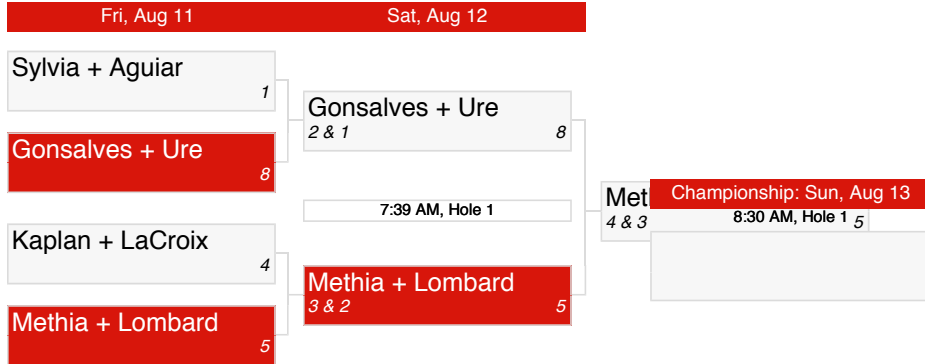 Fri, Aug 11
Sat, Aug 12
Sylvia + Aguiar
1
Gonsalves + Ure
8
Kaplan + LaCroix
4
Methia + Lombard
5
Gonsalves + Ure
2 & 1 8
7:39 AM, Hole 1
Methia + Lombard
3 & 2 5
Met
4 & 3 5
Championship: Sun, Aug 13
8:30 AM, Hole 1